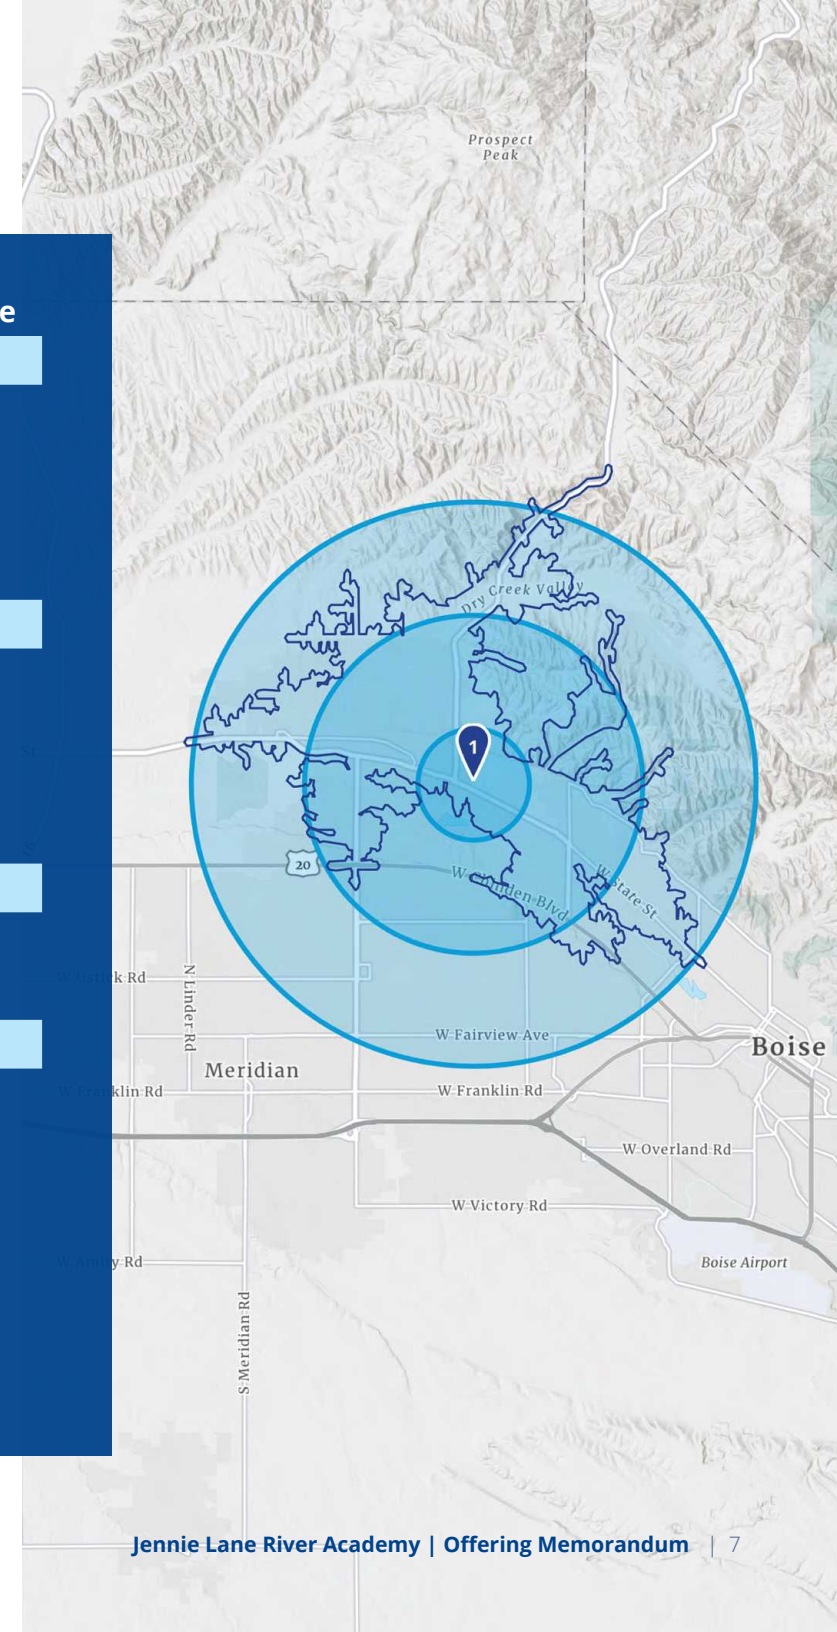 Prospect
Peak
e
Dry Creek Valley
1
St
20
W Chinden Blvd
W State St
W Ustick Rd
N Linder Rd
W Fairview Ave
Boise
Meridian
W Franklin Rd
W Franklin Rd
W Overland Rd
W Victory Rd
W Amity Rd
Boise Airport
S Meridian Rd
Jennie Lane River Academy | Offering Memorandum | 7